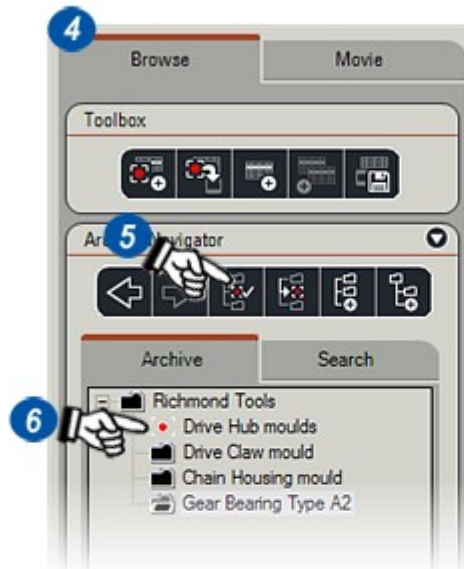 4
Browse Movie
Toolbox
5
Navigator
Archive Search
Richmond Tools
6
Drive Hub moulds
Drive Claw mould
Chain Housing mould
Gear Bearing Type A2